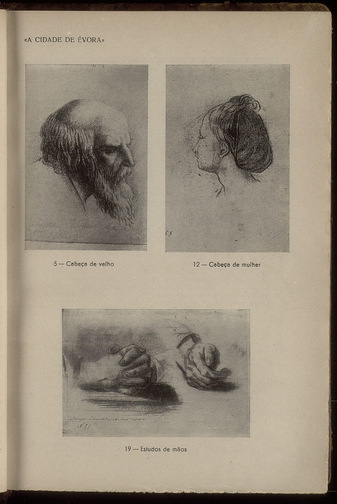 «A CIDADE DE ÉVORA»
5 — Cabeça de velho
12 — Cabeça de mulher
19 — Estudos de mãos